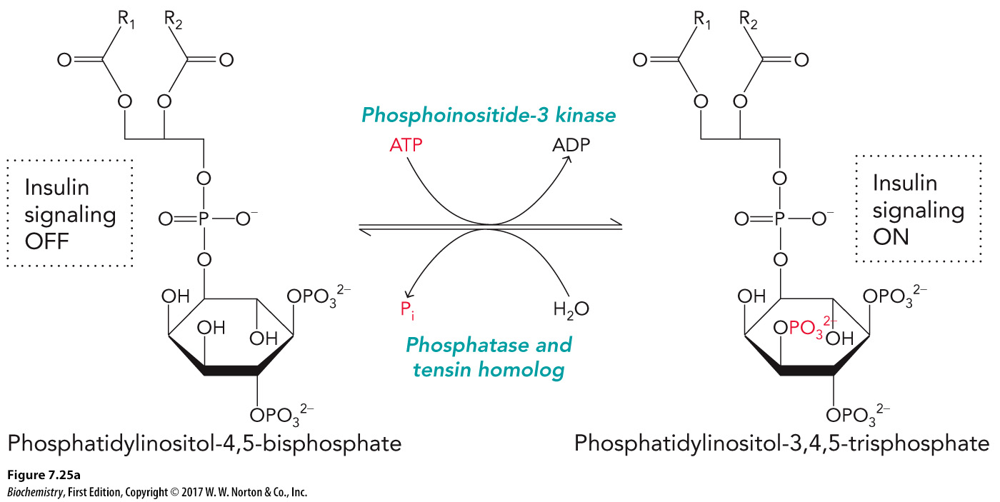 R₁ R₂
O O
O O
Insulin
signaling
OFF
O
O=P—O⁻
O
OH OPO₃²⁻
OH OH
OPO₃²⁻
Phosphatidylinositol-4,5-bisphosphate
Phosphoinositide-3 kinase
ATP ADP
Pᵢ H₂O
Phosphatase and
tensin homolog
R₁ R₂
O O
O O
Insulin
signaling
ON
O
O=P—O⁻
O
OH OPO₃²⁻
OPO₃²⁻ OH
OPO₃²⁻
Phosphatidylinositol-3,4,5-trisphosphate
Figure 7.25a
Biochemistry, First Edition, Copyright © 2017 W. W. Norton & Co., Inc.